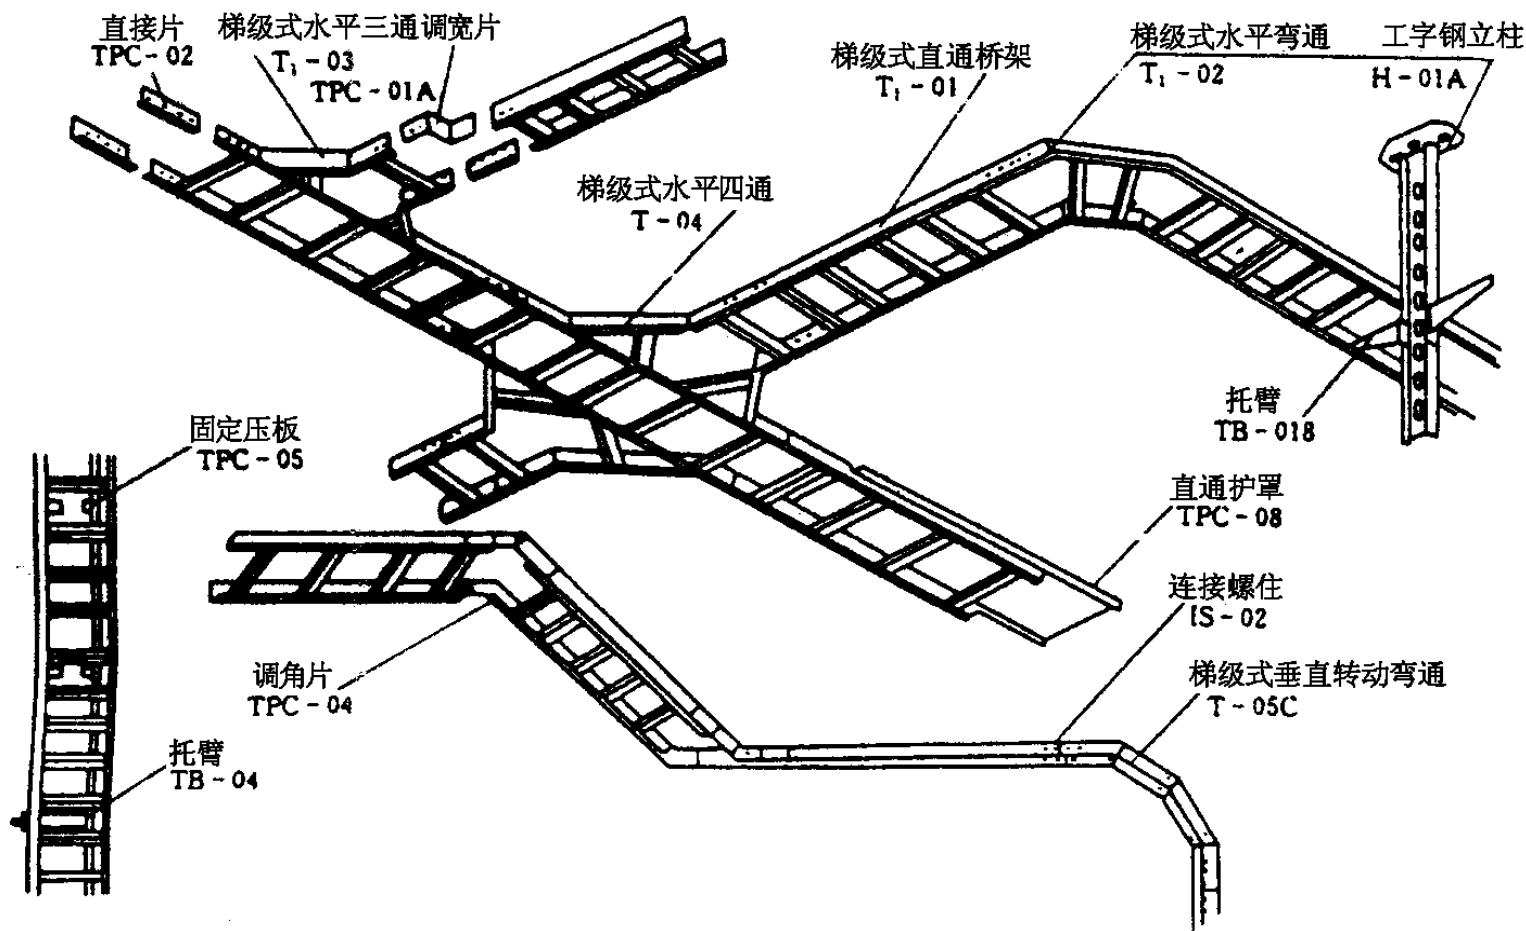 直接片
TPC-02
梯级式水平三通调宽片
T₁-03
TPC-01A
梯级式直通桥架
T₁-01
梯级式水平弯通
T₁-02
工字钢立柱
H-01A
梯级式水平四通
T-04
托臂
TB-018
固定压板
TPC-05
直通护罩
TPC-08
连接螺住
IS-02
调角片
TPC-04
梯级式垂直转动弯通
T-05C
托臂
TB-04